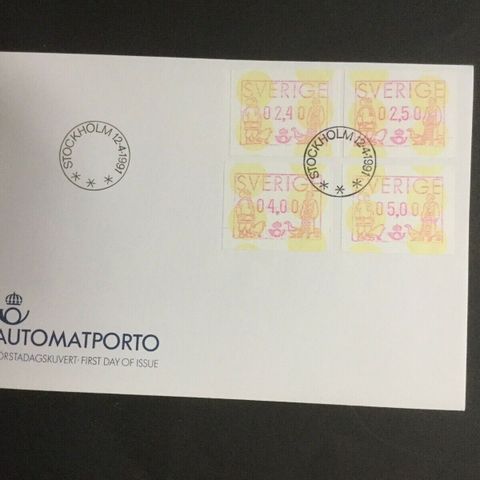 SVERIGE
02,40
SVERIGE
02,50
STOCKHOLM 12-4-1991
STOCKHOLM 12-4-1991
SVERIGE
04,00
SVERIGE
05,00
AUTOMATPORTO
ÖRSTADAGSKUVERT · FIRST DAY OF ISSUE